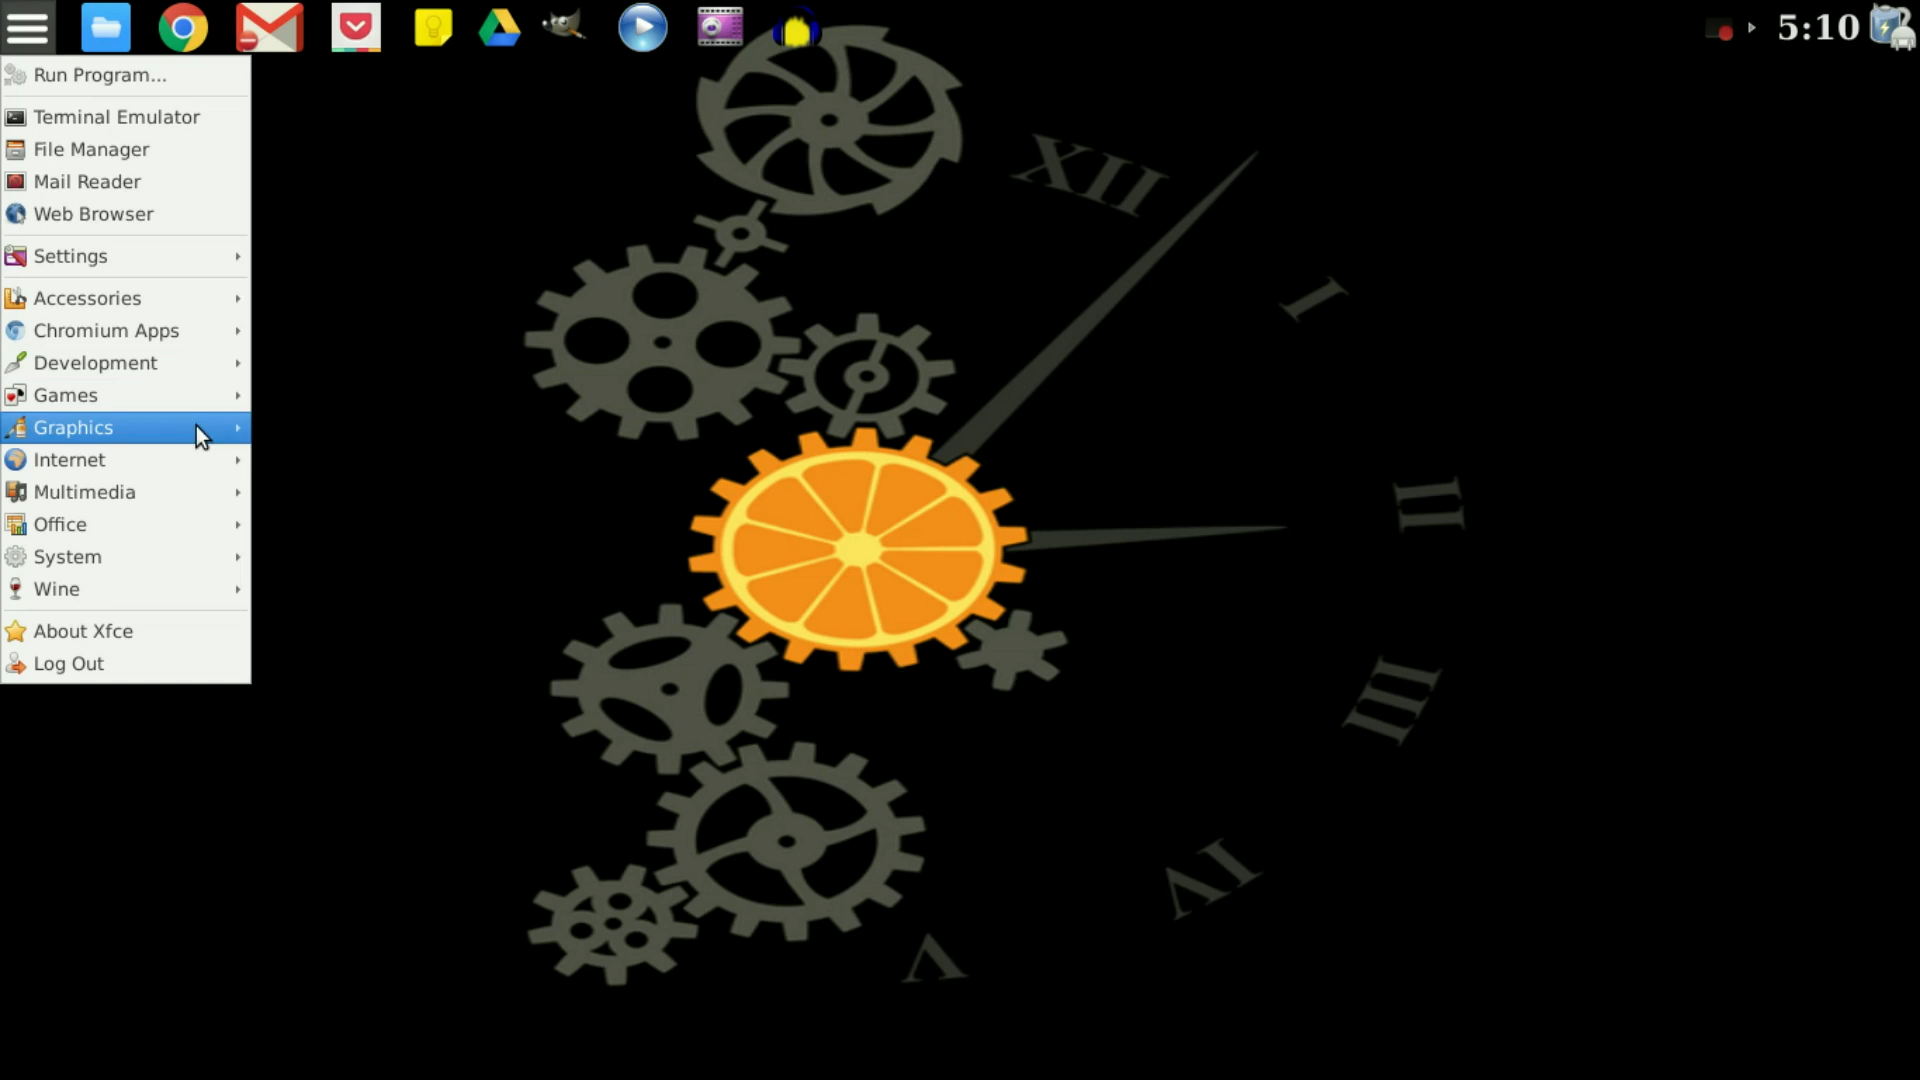 5:10
Run Program...
Terminal Emulator
File Manager
Mail Reader
Web Browser
Settings
Accessories
Chromium Apps
Development
Games
Graphics
Internet
Multimedia
Office
System
Wine
About Xfce
Log Out
XII
I
II
III
IV
V